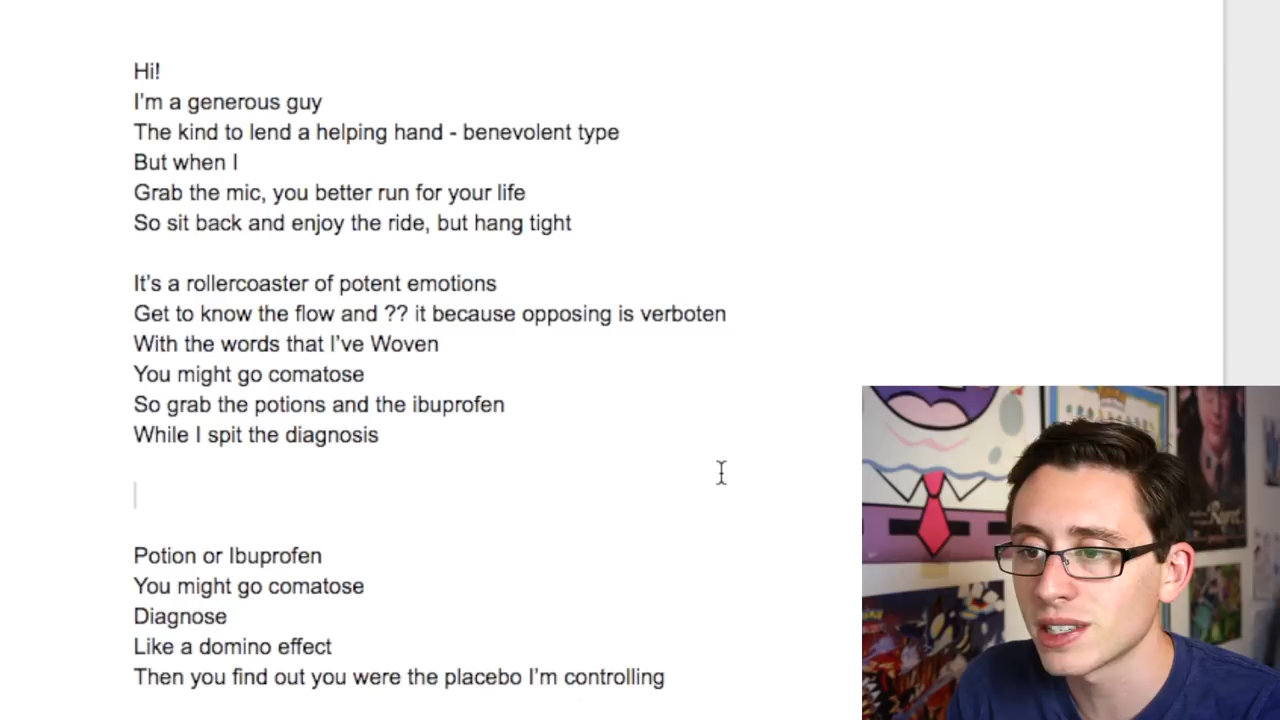 Hi!
I'm a generous guy
The kind to lend a helping hand - benevolent type
But when I
Grab the mic, you better run for your life
So sit back and enjoy the ride, but hang tight
It's a rollercoaster of potent emotions
Get to know the flow and ?? it because opposing is verboten
With the words that I've Woven
You might go comatose
So grab the potions and the ibuprofen
While I spit the diagnosis
Potion or Ibuprofen
You might go comatose
Diagnose
Like a domino effect
Then you find out you were the placebo I'm controlling